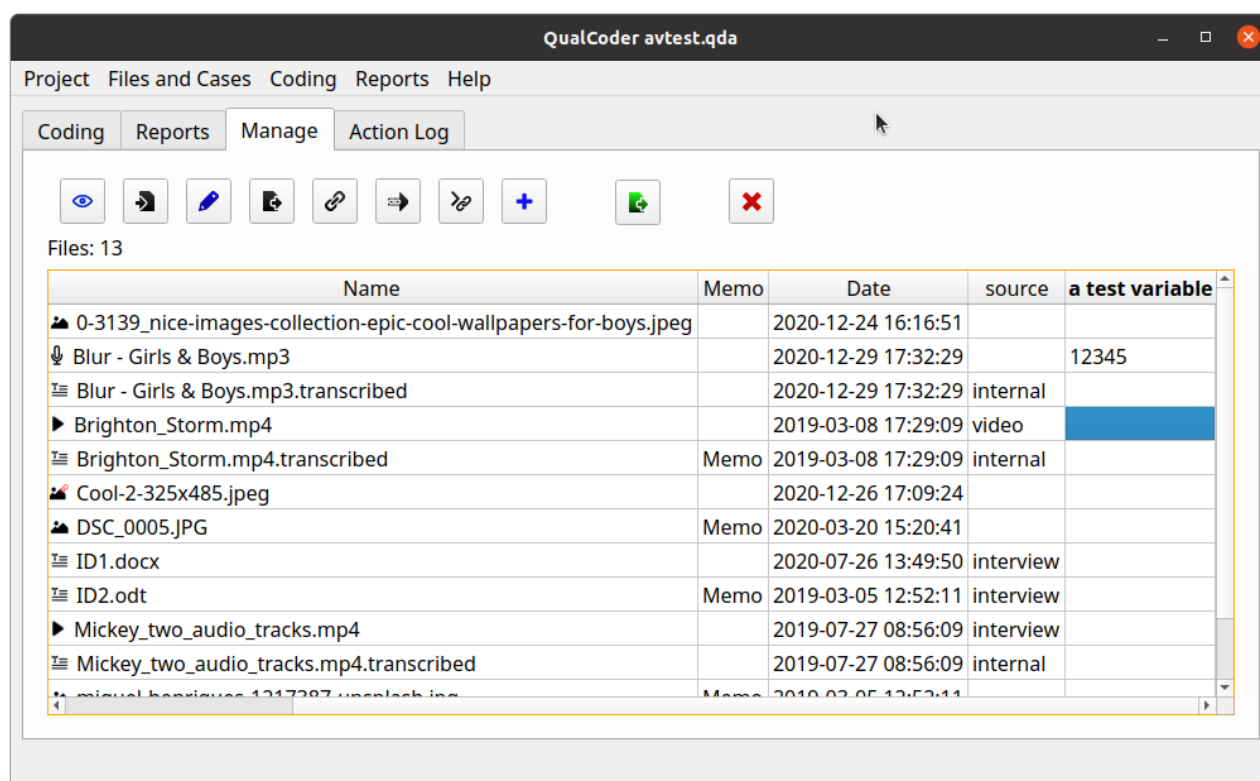 QualCoder avtest.qda
Project Files and Cases Coding Reports Help
Coding Reports Manage Action Log
Files: 13
Name Memo Date source a test variable
0-3139_nice-images-collection-epic-cool-wallpapers-for-boys.jpeg 2020-12-24 16:16:51
Blur - Girls & Boys.mp3 2020-12-29 17:32:29 12345
Blur - Girls & Boys.mp3.transcribed 2020-12-29 17:32:29 internal
Brighton_Storm.mp4 2019-03-08 17:29:09 video
Brighton_Storm.mp4.transcribed Memo 2019-03-08 17:29:09 internal
Cool-2-325x485.jpeg 2020-12-26 17:09:24
DSC_0005.JPG Memo 2020-03-20 15:20:41
ID1.docx 2020-07-26 13:49:50 interview
ID2.odt Memo 2019-03-05 12:52:11 interview
Mickey_two_audio_tracks.mp4 2019-07-27 08:56:09 interview
Mickey_two_audio_tracks.mp4.transcribed 2019-07-27 08:56:09 internal
Memo